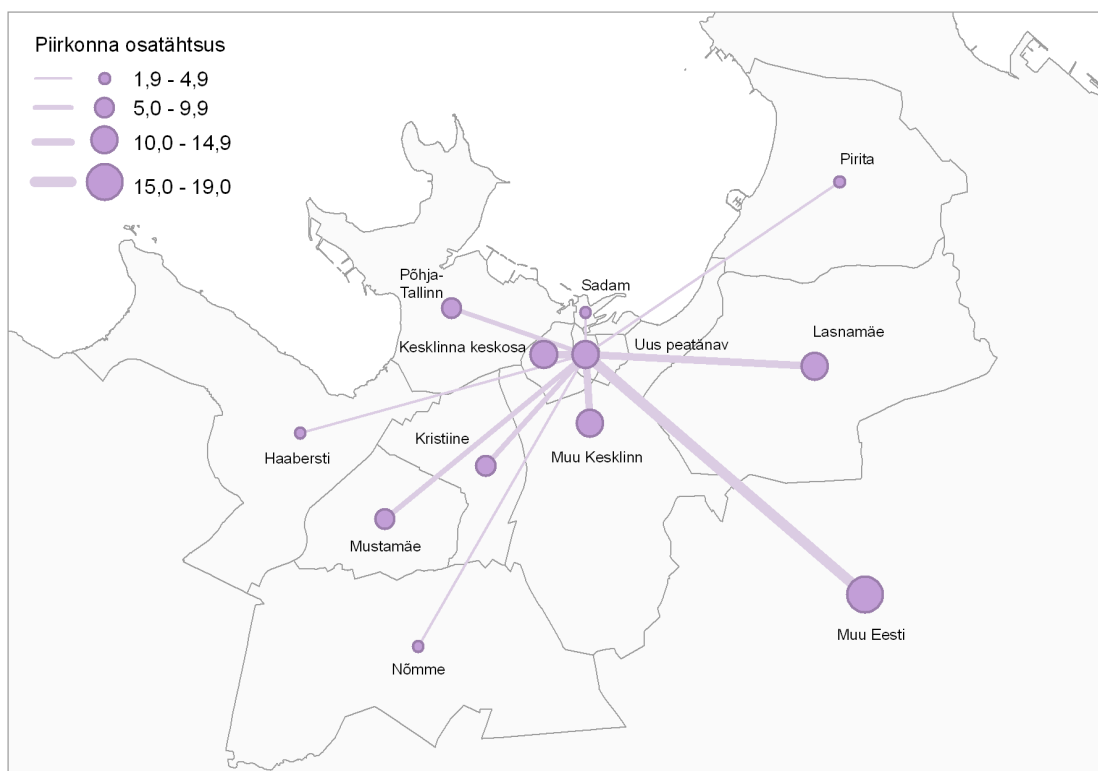 Piirkonna osatähtsus
1,9 - 4,9
5,0 - 9,9
10,0 - 14,9
15,0 - 19,0
Pirita
Põhja-
Tallinn
Sadam
Lasnamäe
Kesklinna keskosa
Uus peatänav
Kristiine
Haabersti
Muu Kesklinn
Mustamäe
Muu Eesti
Nõmme